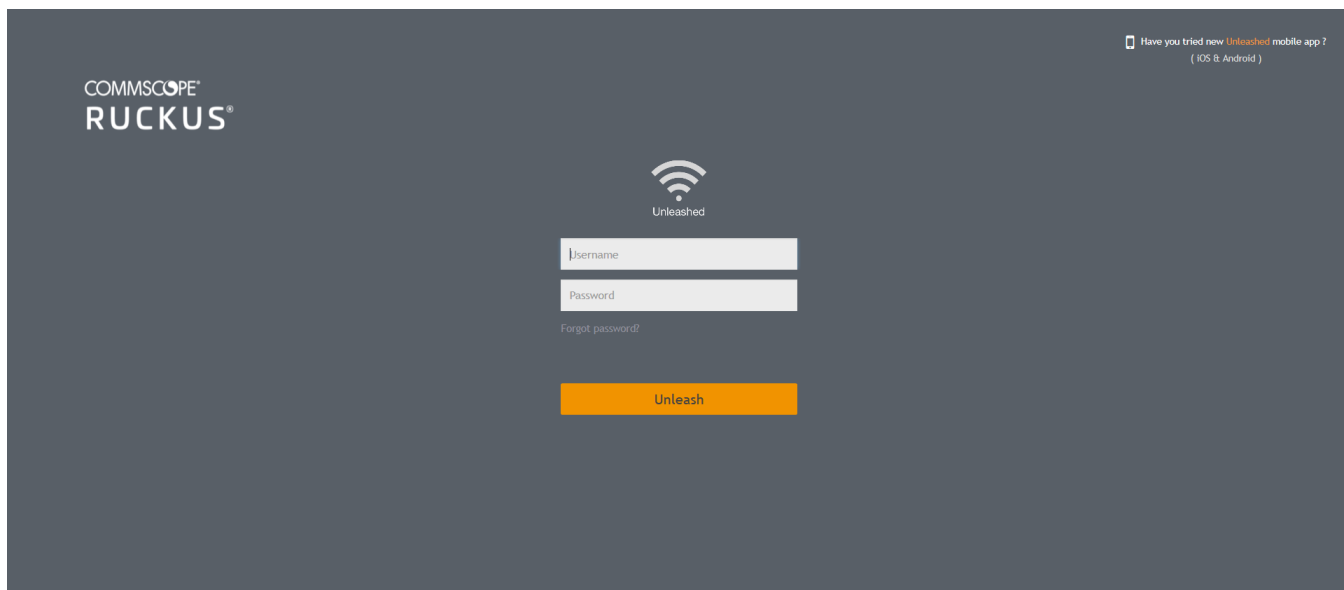 Have you tried new Unleashed mobile app ?
( iOS & Android )
COMMSCOPE®
RUCKUS®
Unleashed
Username
Password
Forgot password?
Unleash